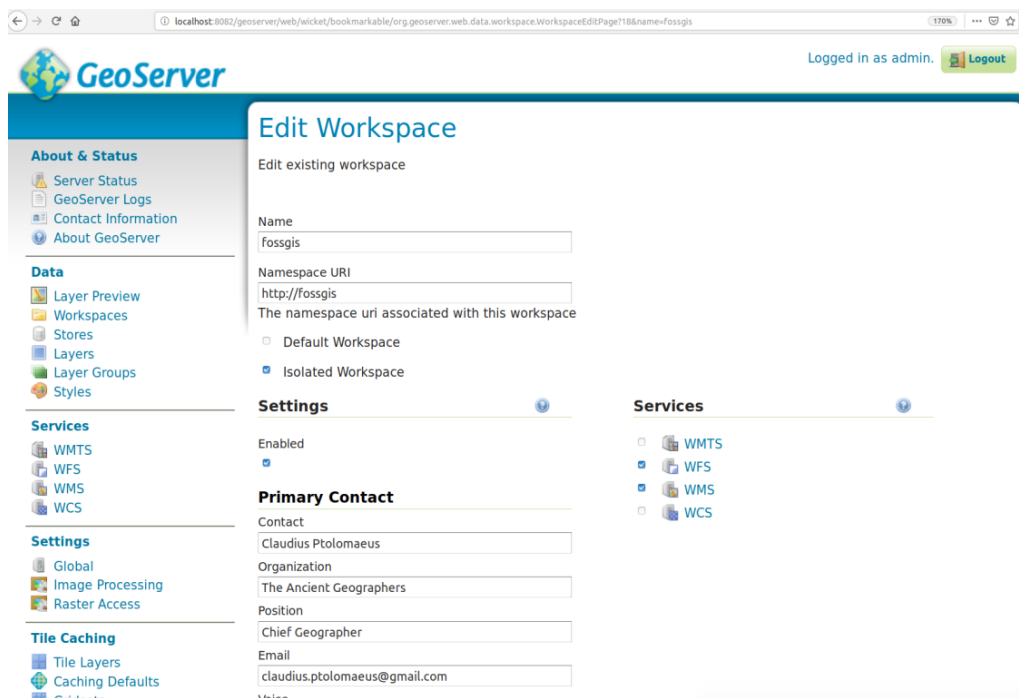 localhost:8082/geoserver/web/wicket/bookmarkable/org.geoserver.web.data.workspace.WorkspaceEditPage?18&name=fossgis
170%
GeoServer
Logged in as admin.
Logout
About & Status
Server Status
GeoServer Logs
Contact Information
About GeoServer
Data
Layer Preview
Workspaces
Stores
Layers
Layer Groups
Styles
Services
WMTS
WFS
WMS
WCS
Settings
Global
Image Processing
Raster Access
Tile Caching
Tile Layers
Caching Defaults
Edit Workspace
Edit existing workspace
Name
fossgis
Namespace URI
http://fossgis
The namespace uri associated with this workspace
Default Workspace
Isolated Workspace
Settings
Enabled
Primary Contact
Contact
Claudius Ptolomaeus
Organization
The Ancient Geographers
Position
Chief Geographer
Email
claudius.ptolomaeus@gmail.com
Services
WMTS
WFS
WMS
WCS